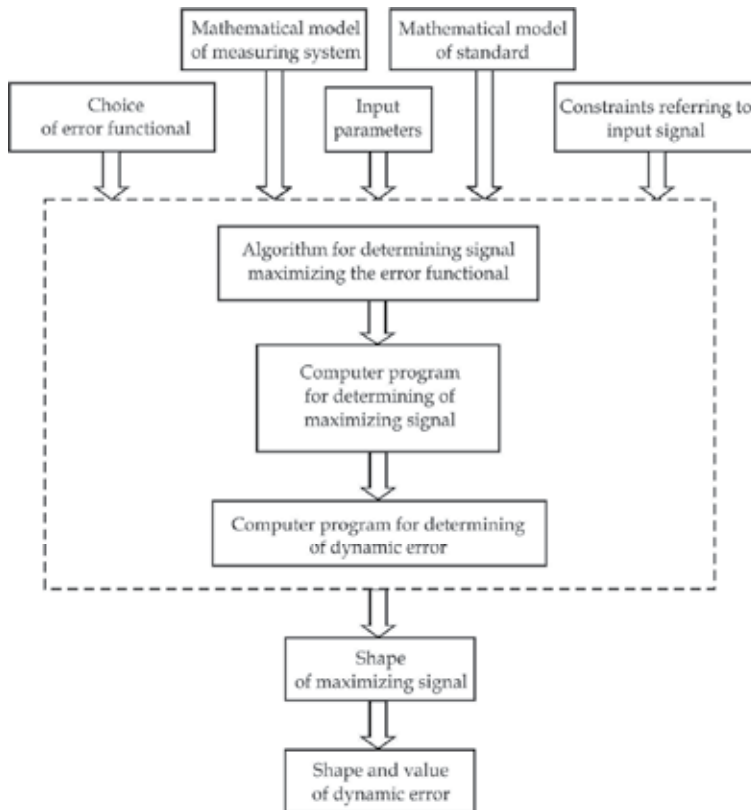 Mathematical model
of measuring system
Mathematical model
of standard
Choice
of error functional
Input
parameters
Constraints referring to
input signal
Algorithm for determining signal
maximizing the error functional
Computer program
for determining of
maximizing signal
Computer program for determining
of dynamic error
Shape
of maximizing signal
Shape and value
of dynamic error